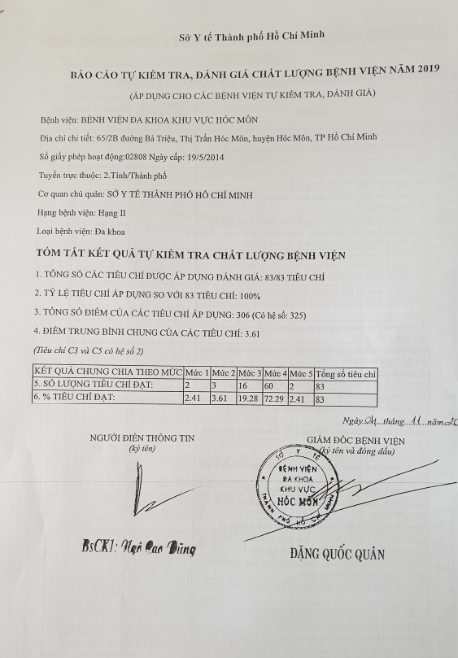 Sở Y tế Thành phố Hồ Chí Minh
BÁO CÁO TỰ KIỂM TRA, ĐÁNH GIÁ CHẤT LƯỢNG BỆNH VIỆN NĂM 2019
(ÁP DỤNG CHO CÁC BỆNH VIỆN TỰ KIỂM TRA, ĐÁNH GIÁ)
Bệnh viện: BỆNH VIỆN ĐA KHOA KHU VỰC HÓC MÔN
Địa chỉ chi tiết: 65/2B đường Bà Triệu, Thị Trấn Hóc Môn, huyện Hóc Môn, TP Hồ Chí Minh
Số giấy phép hoạt động:02808 Ngày cấp: 19/5/2014
Tuyến trực thuộc: 2.Tỉnh/Thành phố
Cơ quan chủ quản: SỞ Y TẾ THÀNH PHỐ HỒ CHÍ MINH
Hạng bệnh viện: Hạng II
Loại bệnh viện: Đa khoa
TÓM TẮT KẾT QUẢ TỰ KIỂM TRA CHẤT LƯỢNG BỆNH VIỆN
1. TỔNG SỐ CÁC TIÊU CHÍ ĐƯỢC ÁP DỤNG ĐÁNH GIÁ: 83/83 TIÊU CHÍ
2. TỶ LỆ TIÊU CHÍ ÁP DỤNG SO VỚI 83 TIÊU CHÍ: 100%
3. TỔNG SỐ ĐIỂM CỦA CÁC TIÊU CHÍ ÁP DỤNG: 306 (Có hệ số: 325)
4. ĐIỂM TRUNG BÌNH CHUNG CỦA CÁC TIÊU CHÍ: 3.61
(Tiêu chí C3 và C5 có hệ số 2)
KẾT QUẢ CHUNG CHIA THEO MỨC Mức 1 Mức 2 Mức 3 Mức 4 Mức 5 Tổng số tiêu chí
5. SỐ LƯỢNG TIÊU CHÍ ĐẠT: 2 3 16 60 2 83
6. % TIÊU CHÍ ĐẠT: 2.41 3.61 19.28 72.29 2.41 83
Ngày...tháng...11...năm
NGƯỜI ĐIỀN THÔNG TIN
(ký tên)
GIÁM ĐỐC BỆNH VIỆN
(ký tên và đóng dấu)
SỞ Y TẾ
BỆNH VIỆN
ĐA KHOA
KHU VỰC
HÓC MÔN
THÀNH PHỐ HỒ CHÍ MINH
BsCK1: Dũng
ĐẶNG QUỐC QUÂN